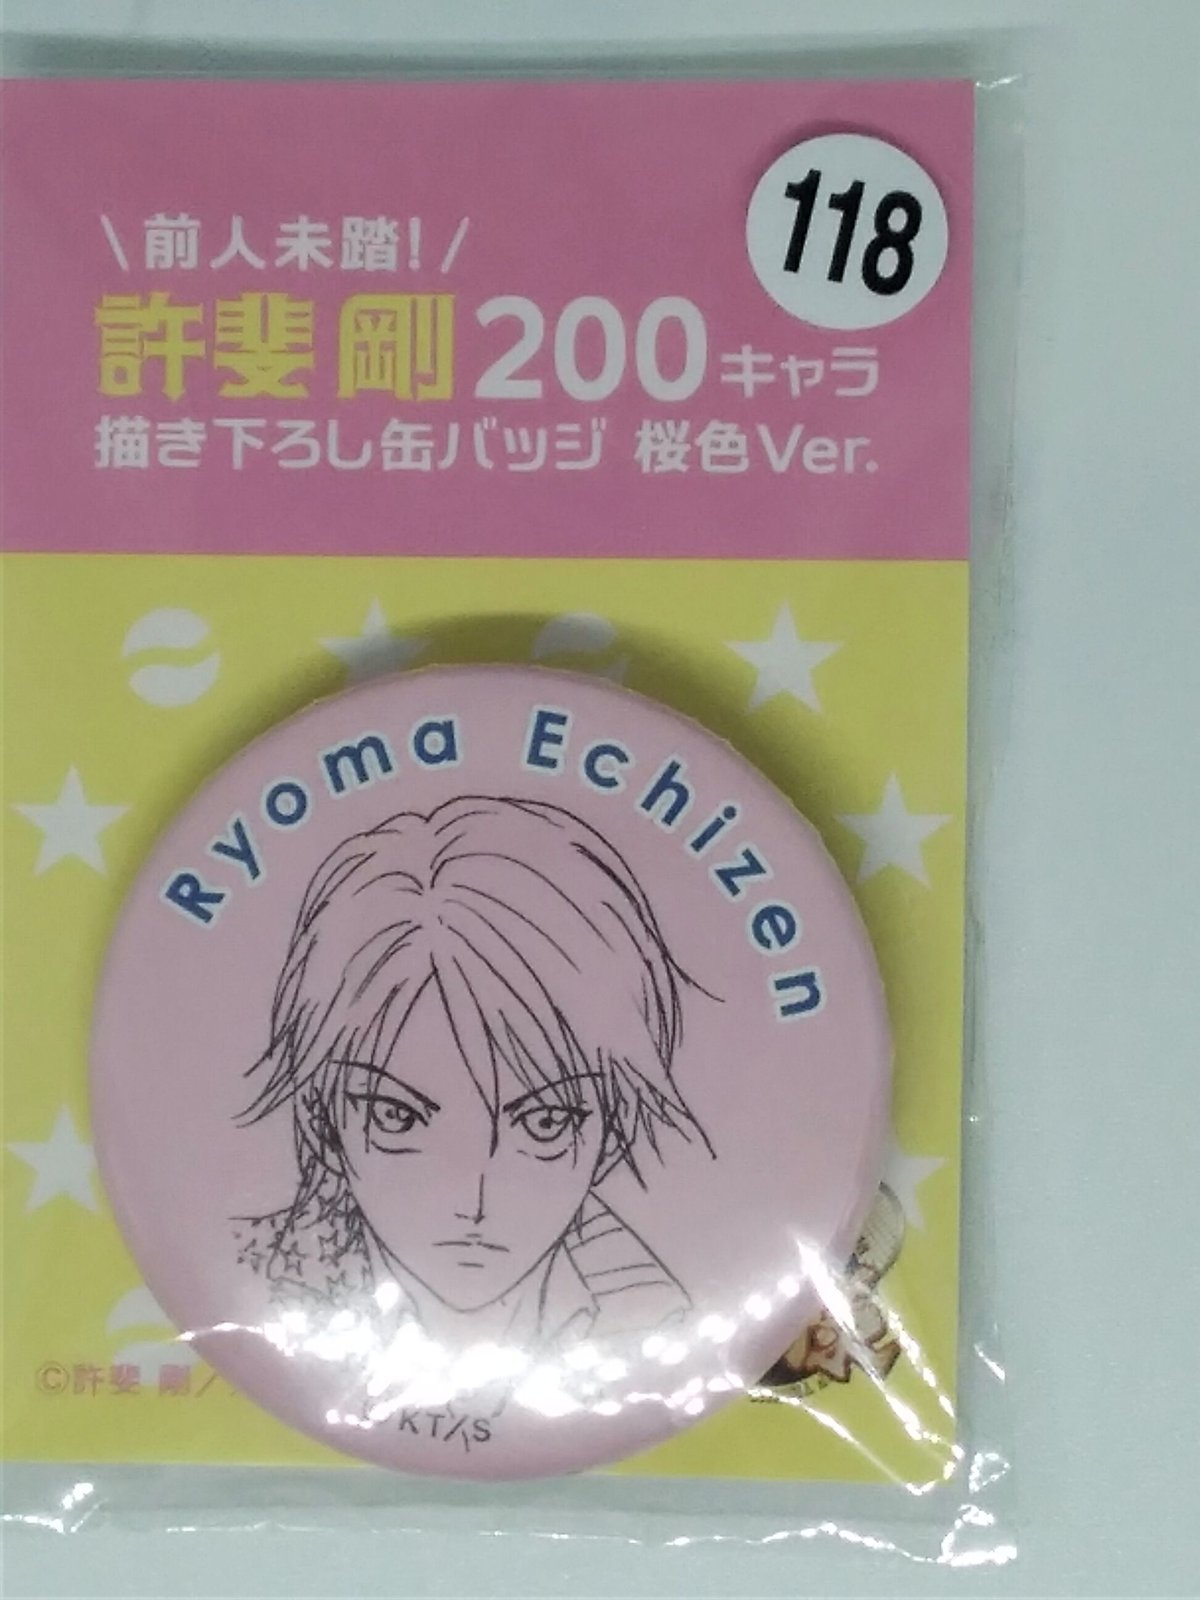 118
\前人未踏!/
許斐 剛200キャラ
描き下ろし缶バッジ 桜色Ver.
Ryoma Echizen
©許斐 剛/
KT/S